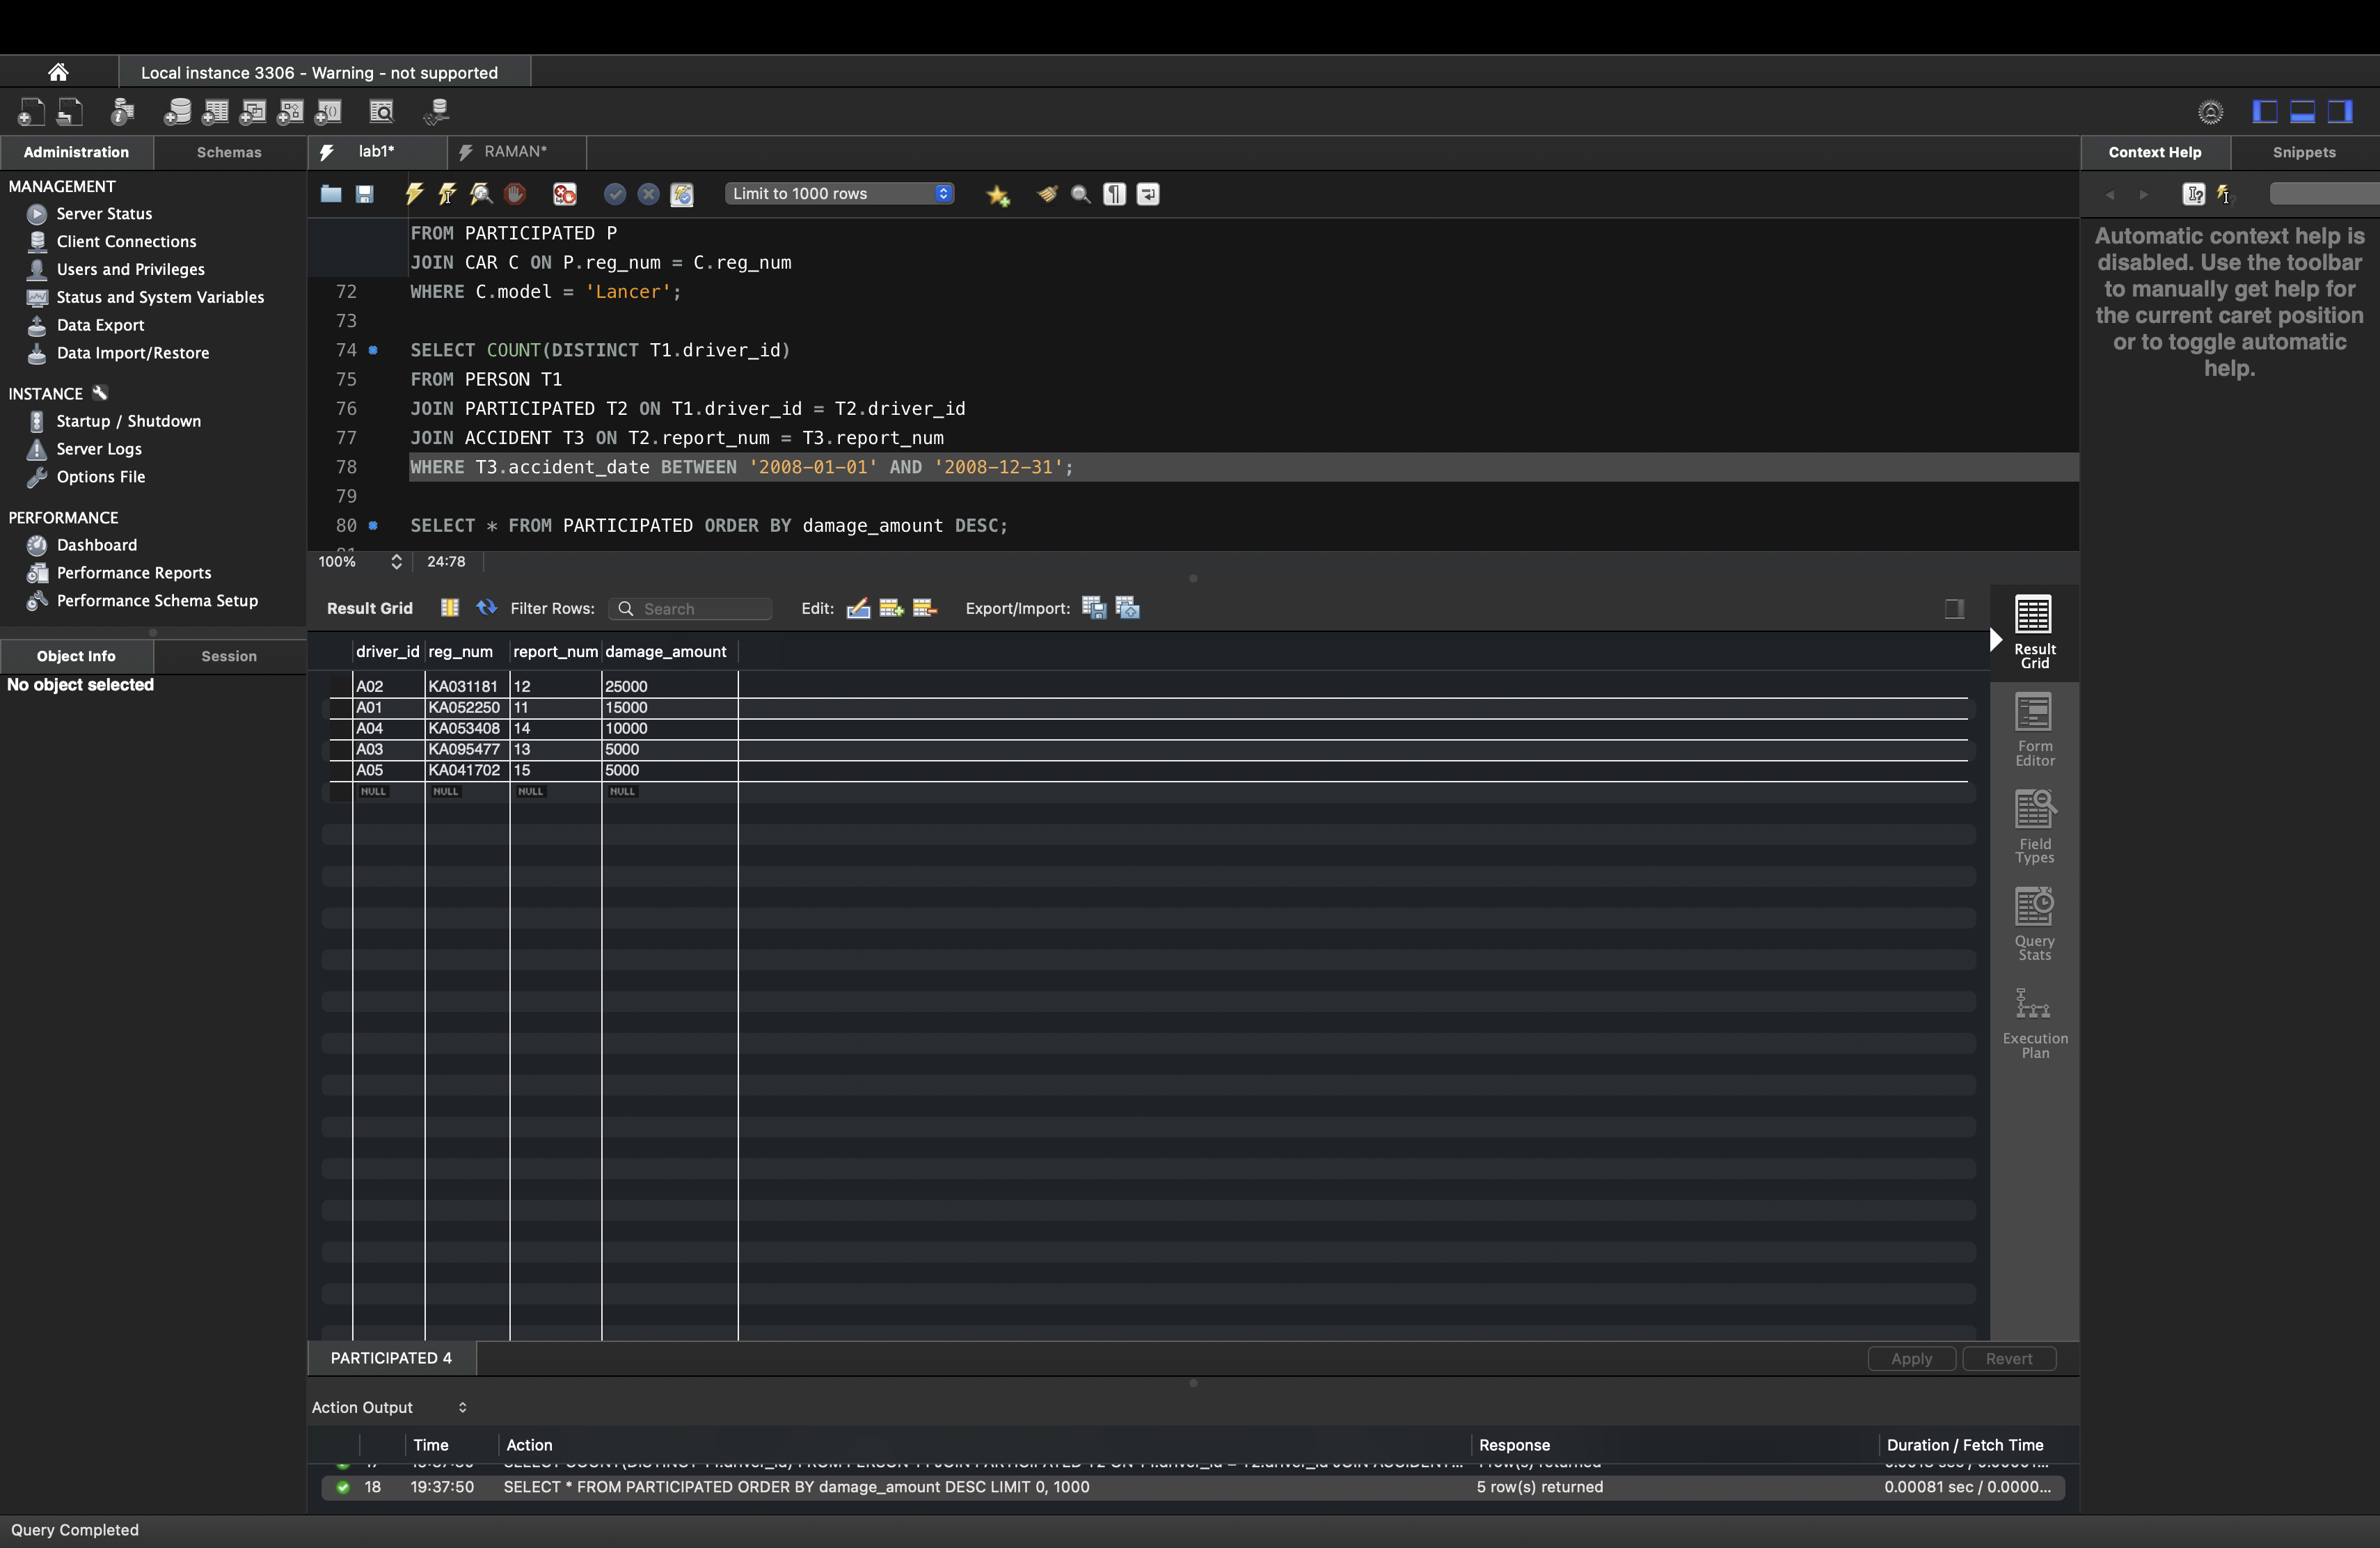 Local instance 3306 - Warning - not supported
Administration
Schemas
MANAGEMENT
Server Status
Client Connections
Users and Privileges
Status and System Variables
Data Export
Data Import/Restore
INSTANCE
Startup / Shutdown
Server Logs
Options File
PERFORMANCE
Dashboard
Performance Reports
Performance Schema Setup
Object Info
Session
No object selected
lab1*
RAMAN*
Limit to 1000 rows
FROM PARTICIPATED P
JOIN CAR C ON P.reg_num = C.reg_num
72 WHERE C.model = 'Lancer';
73
74 SELECT COUNT(DISTINCT T1.driver_id)
75 FROM PERSON T1
76 JOIN PARTICIPATED T2 ON T1.driver_id = T2.driver_id
77 JOIN ACCIDENT T3 ON T2.report_num = T3.report_num
78 WHERE T3.accident_date BETWEEN '2008-01-01' AND '2008-12-31';
79
80 SELECT * FROM PARTICIPATED ORDER BY damage_amount DESC;
100%
24:78
Result Grid
Filter Rows:
Search
Edit:
Export/Import:
driver_id reg_num report_num damage_amount
A02 KA031181 12 25000
A01 KA052250 11 15000
A04 KA053408 14 10000
A03 KA095477 13 5000
A05 KA041702 15 5000
NULL NULL NULL NULL
Result
Grid
Form
Editor
Field
Types
Query
Stats
Execution
Plan
PARTICIPATED 4
Apply
Revert
Action Output
Time Action Response Duration / Fetch Time
18 19:37:50 SELECT * FROM PARTICIPATED ORDER BY damage_amount DESC LIMIT 0, 1000 5 row(s) returned 0.00081 sec / 0.0000...
Context Help
Snippets
Automatic context help is
disabled. Use the toolbar
to manually get help for
the current caret position
or to toggle automatic
help.
Query Completed